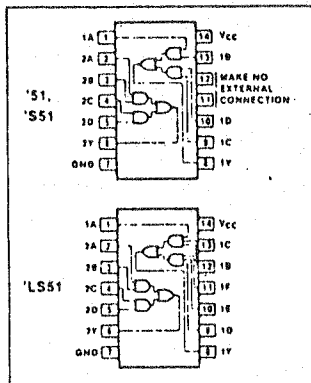 '51,
'S51
1A 1
2A 2
2B 3
2C 4
2D 5
2Y 6
GND 7
14 VCC
13 1B
12 MAKE NO
EXTERNAL
11 CONNECTION
10 1D
9 1C
8 1Y
'LS51
1A 1
2A 2
2B 3
2C 4
2D 5
2Y 6
GND 7
14 VCC
13 1C
12 1B
11 1F
10 1E
9 1D
8 1Y